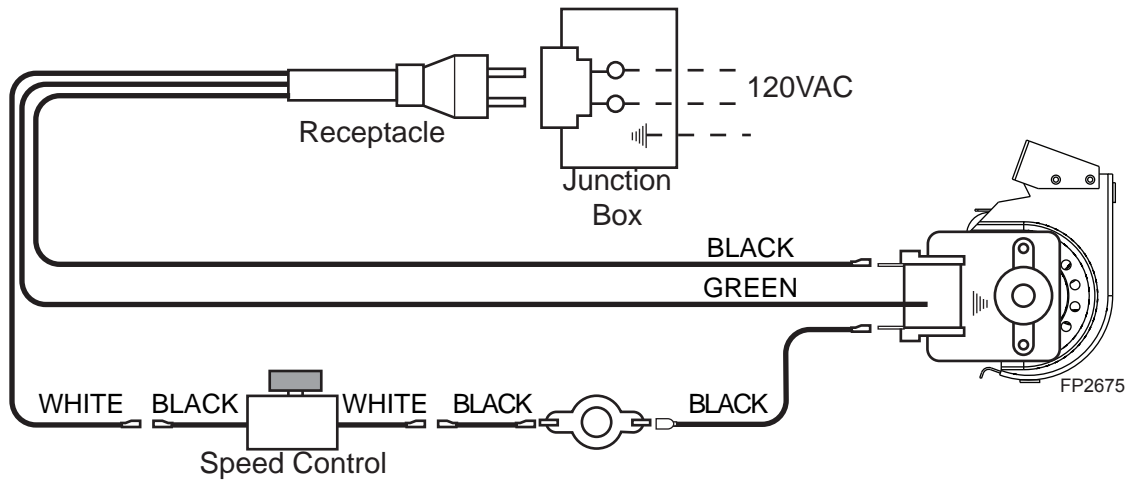 120VAC
Receptacle
Junction
Box
BLACK
GREEN
FP2675
WHITE BLACK WHITE BLACK BLACK
Speed Control